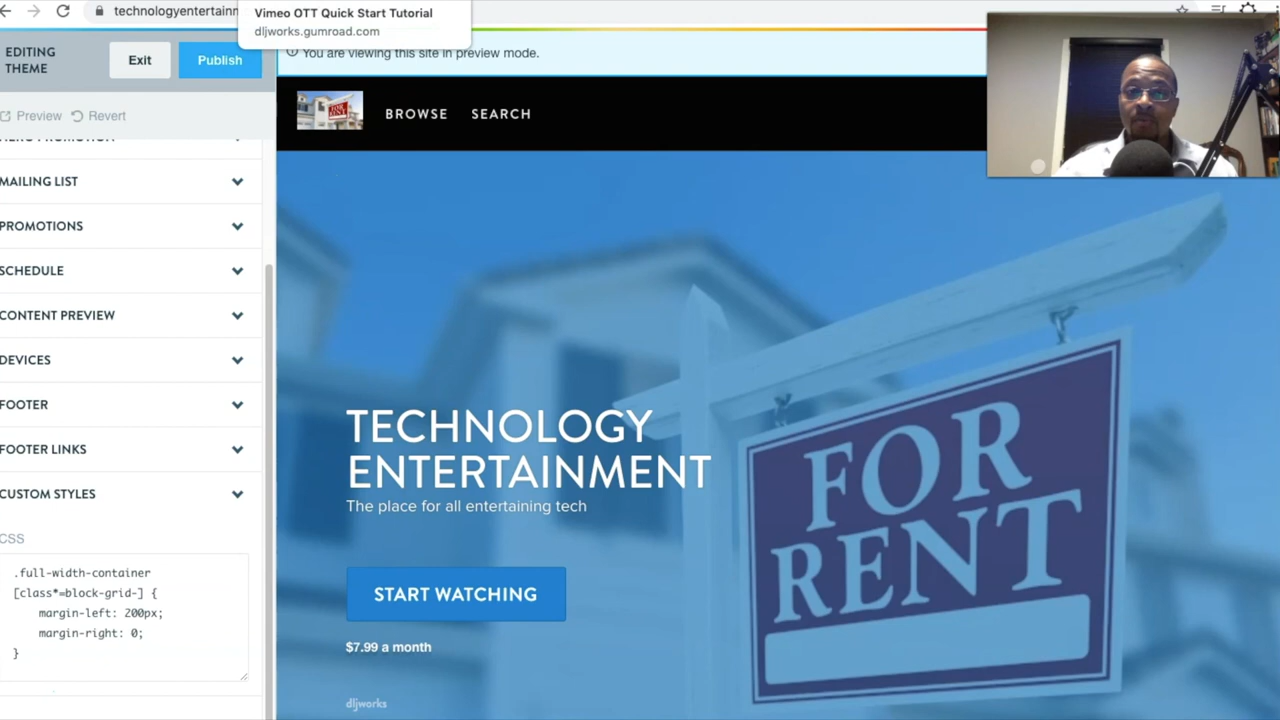 technologyentertainn
Vimeo OTT Quick Start Tutorial
dljworks.gumroad.com
EDITING
THEME
Exit
Publish
You are viewing this site in preview mode.
Preview
Revert
BROWSE
SEARCH
MAILING LIST
PROMOTIONS
SCHEDULE
CONTENT PREVIEW
DEVICES
FOOTER
FOOTER LINKS
CUSTOM STYLES
CSS
.full-width-container
[class*=block-grid-] {
margin-left: 200px;
margin-right: 0;
}
TECHNOLOGY
ENTERTAINMENT
The place for all entertaining tech
START WATCHING
$7.99 a month
dljworks
FOR
RENT